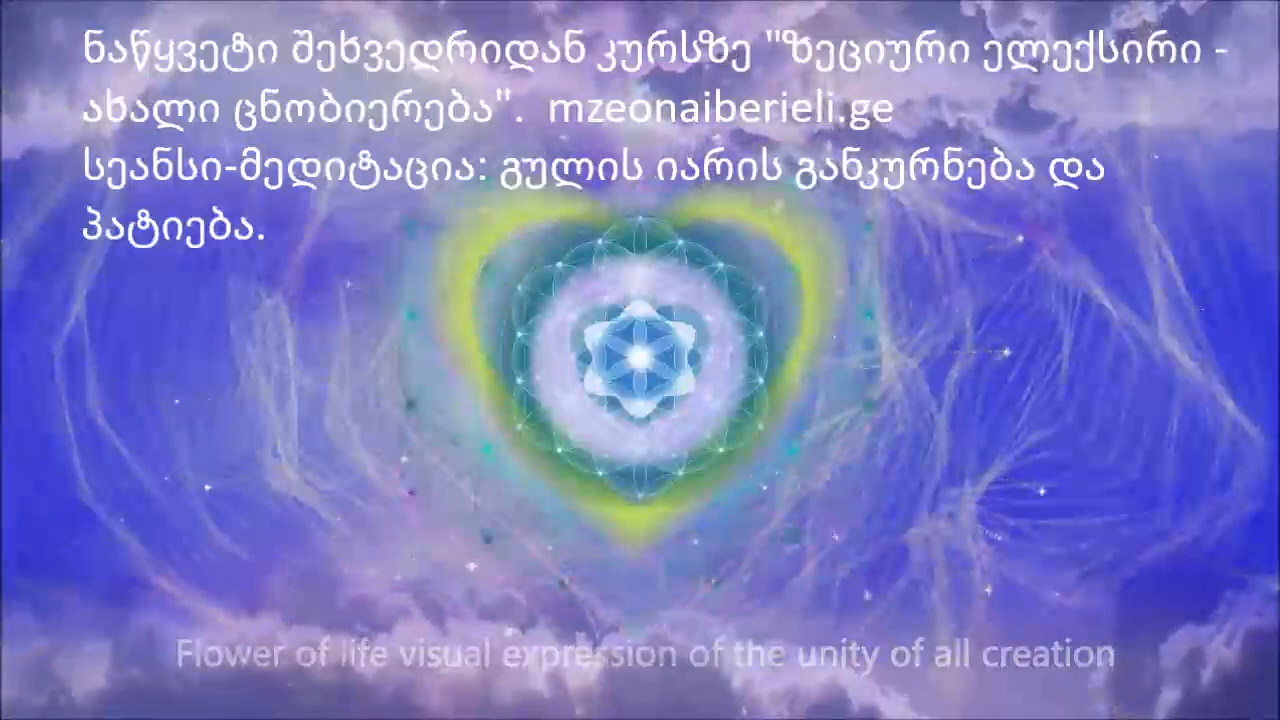 ნაწყვეტი შეხვედრიდან კურსზე "ზეციური ელექსირი -
ახალი ცნობიერება".  mzeonaiberieli.ge
სეანსი-მედიტაცია: გულის იარის განკურნება და
პატიება.
Flower of life visual expression of the unity of all creation